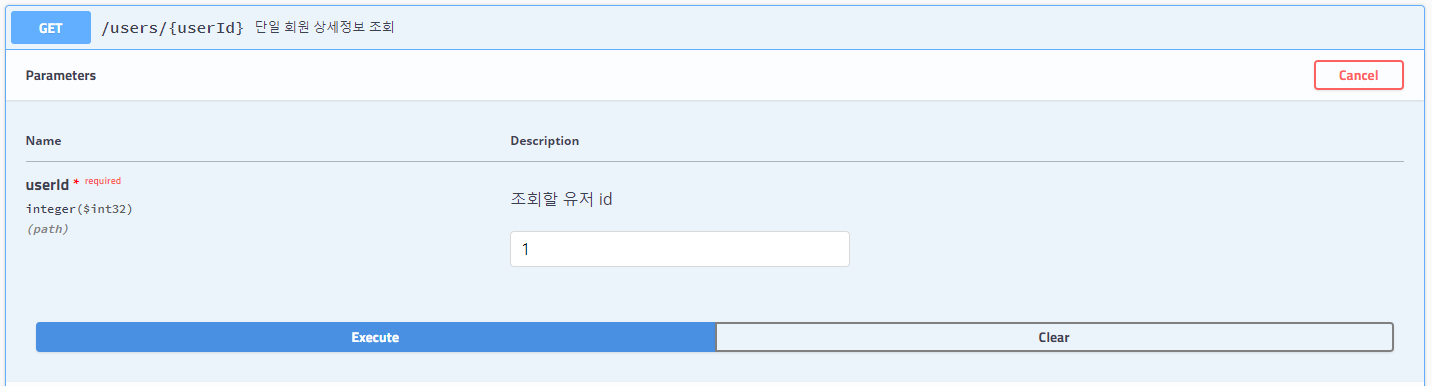 GET /users/{userId} 단일 회원 상세정보 조회
Parameters Cancel
Name Description
userId * required
integer($int32)
(path)
조회할 유저 id
1
Execute Clear